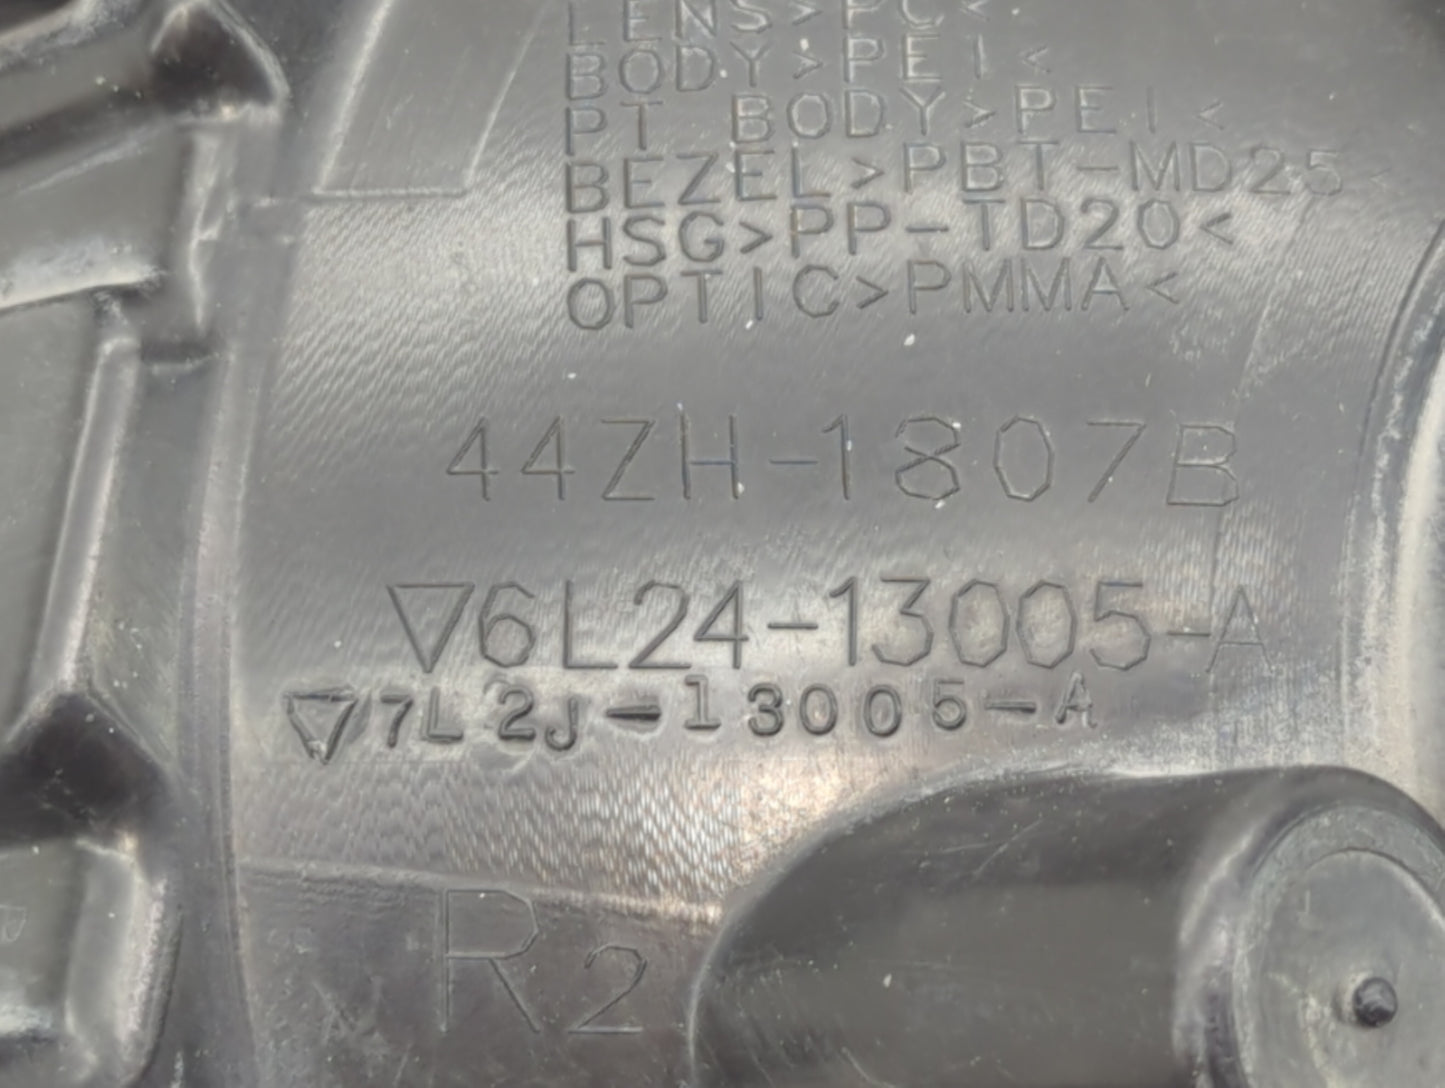 LENS>PC<
BODY>PEI<
PT BODY>PEI<
BEZEL>PBT-MD25<
HSG>PP-TD20<
OPTIC>PMMA<
44ZH-1807B
▽6L24-13005-A
▽7L2J-13005-A
R2